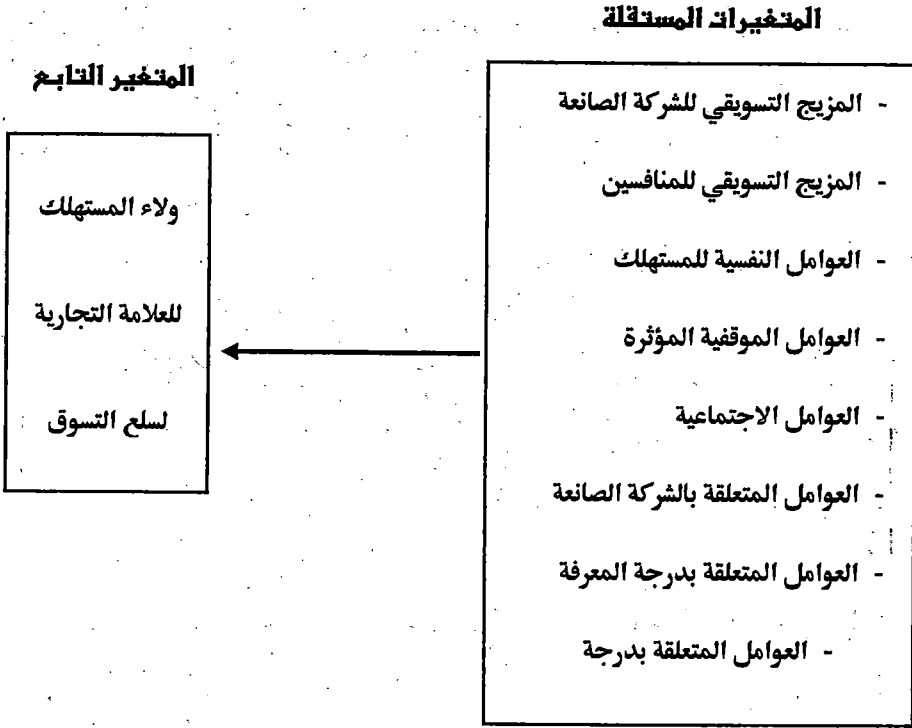 المتغيرات المستقلة
- المزيج التسويقي للشركة الصانعة
- المزيج التسويقي للمنافسين
- العوامل النفسية للمستهلك
- العوامل الموقفية المؤثرة
- العوامل الاجتماعية
- العوامل المتعلقة بالشركة الصانعة
- العوامل المتعلقة بدرجة المعرفة
- العوامل المتعلقة بدرجة
المتغير التابع
ولاء المستهلك
للعلامة التجارية
لسلع التسوق